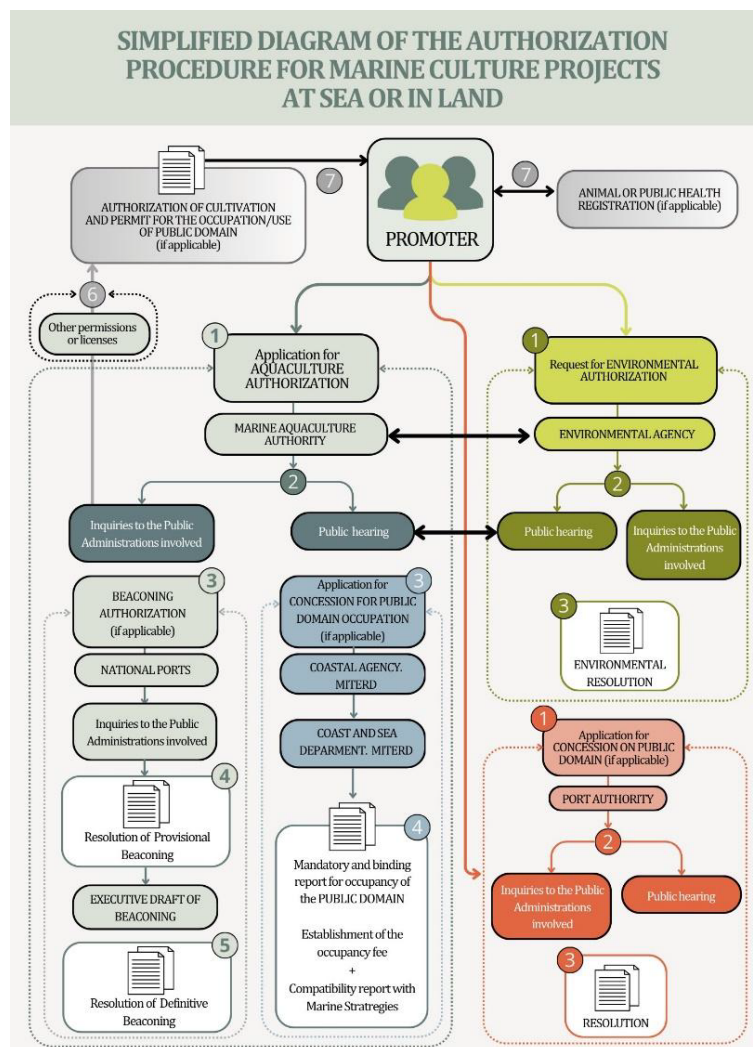 SIMPLIFIED DIAGRAM OF THE AUTHORIZATION
PROCEDURE FOR MARINE CULTURE PROJECTS
AT SEA OR IN LAND
7
7
AUTHORIZATION OF CULTIVATION
AND PERMIT FOR THE OCCUPATION/USE
OF PUBLIC DOMAIN
(if applicable)
PROMOTER
ANIMAL OR PUBLIC HEALTH
REGISTRATION (if applicable)
6
Other permissions
or licenses
1
Application for
AQUACULTURE
AUTHORIZATION
1
Request for ENVIRONMENTAL
AUTHORIZATION
MARINE AQUACULTURE
AUTHORITY
ENVIRONMENTAL AGENCY
2
2
Inquiries to the Public
Administrations involved
Public hearing
Public hearing
Inquiries to the Public
Administrations
involved
3
BEACONING
AUTHORIZATION
(if applicable)
3
Application for
CONCESSION FOR PUBLIC
DOMAIN OCCUPATION
(if applicable)
3
ENVIRONMENTAL
RESOLUTION
NATIONAL PORTS
COASTAL AGENCY.
MITERD
Inquiries to the Public
Administrations involved
COAST AND SEA
DEPARMENT. MITERD
1
Application for
CONCESSION ON PUBLIC
DOMAIN (if applicable)
PORT AUTHORITY
4
Resolution of Provisional
Beaconing
4
Mandatory and binding
report for occupancy of
the PUBLIC DOMAIN
Establishment of the
occupancy fee
+
Compatibility report with
Marine Stratregies
2
Inquiries to the Public
Administrations
involved
Public hearing
EXECUTIVE DRAFT OF
BEACONING
5
Resolution of Definitive
Beaconing
3
RESOLUTION